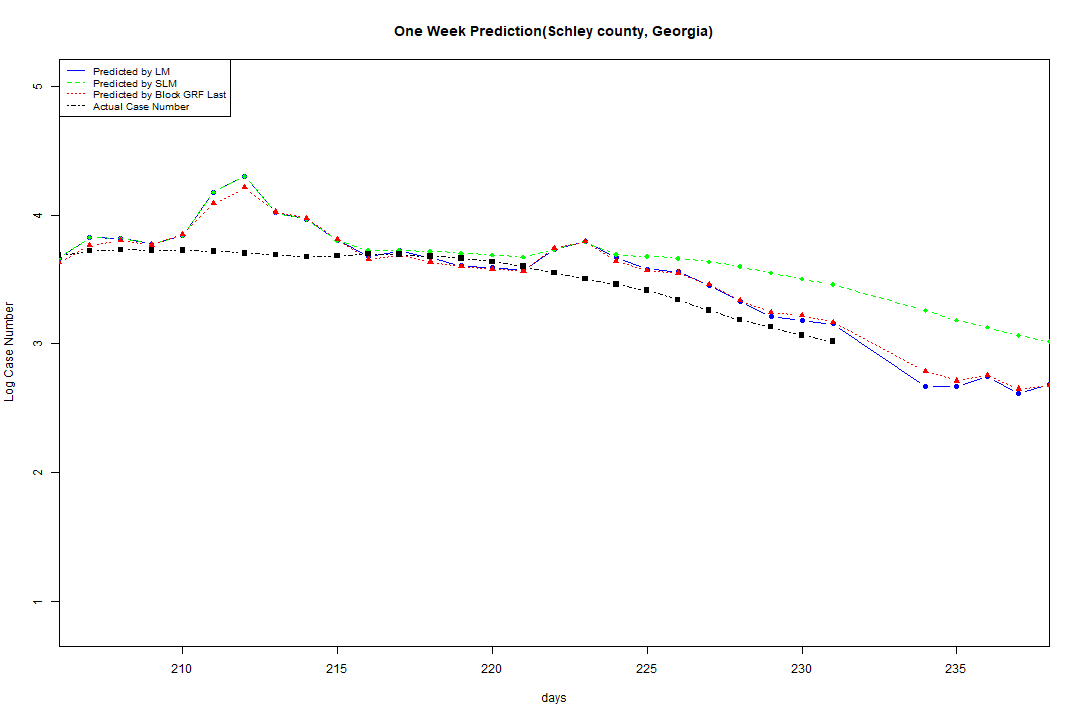 One Week Prediction(Schley county, Georgia)
Predicted by LM
Predicted by SLM
Predicted by Block GRF Last
Actual Case Number
5
4
3
2
1
Log Case Number
210 215 220 225 230 235
days